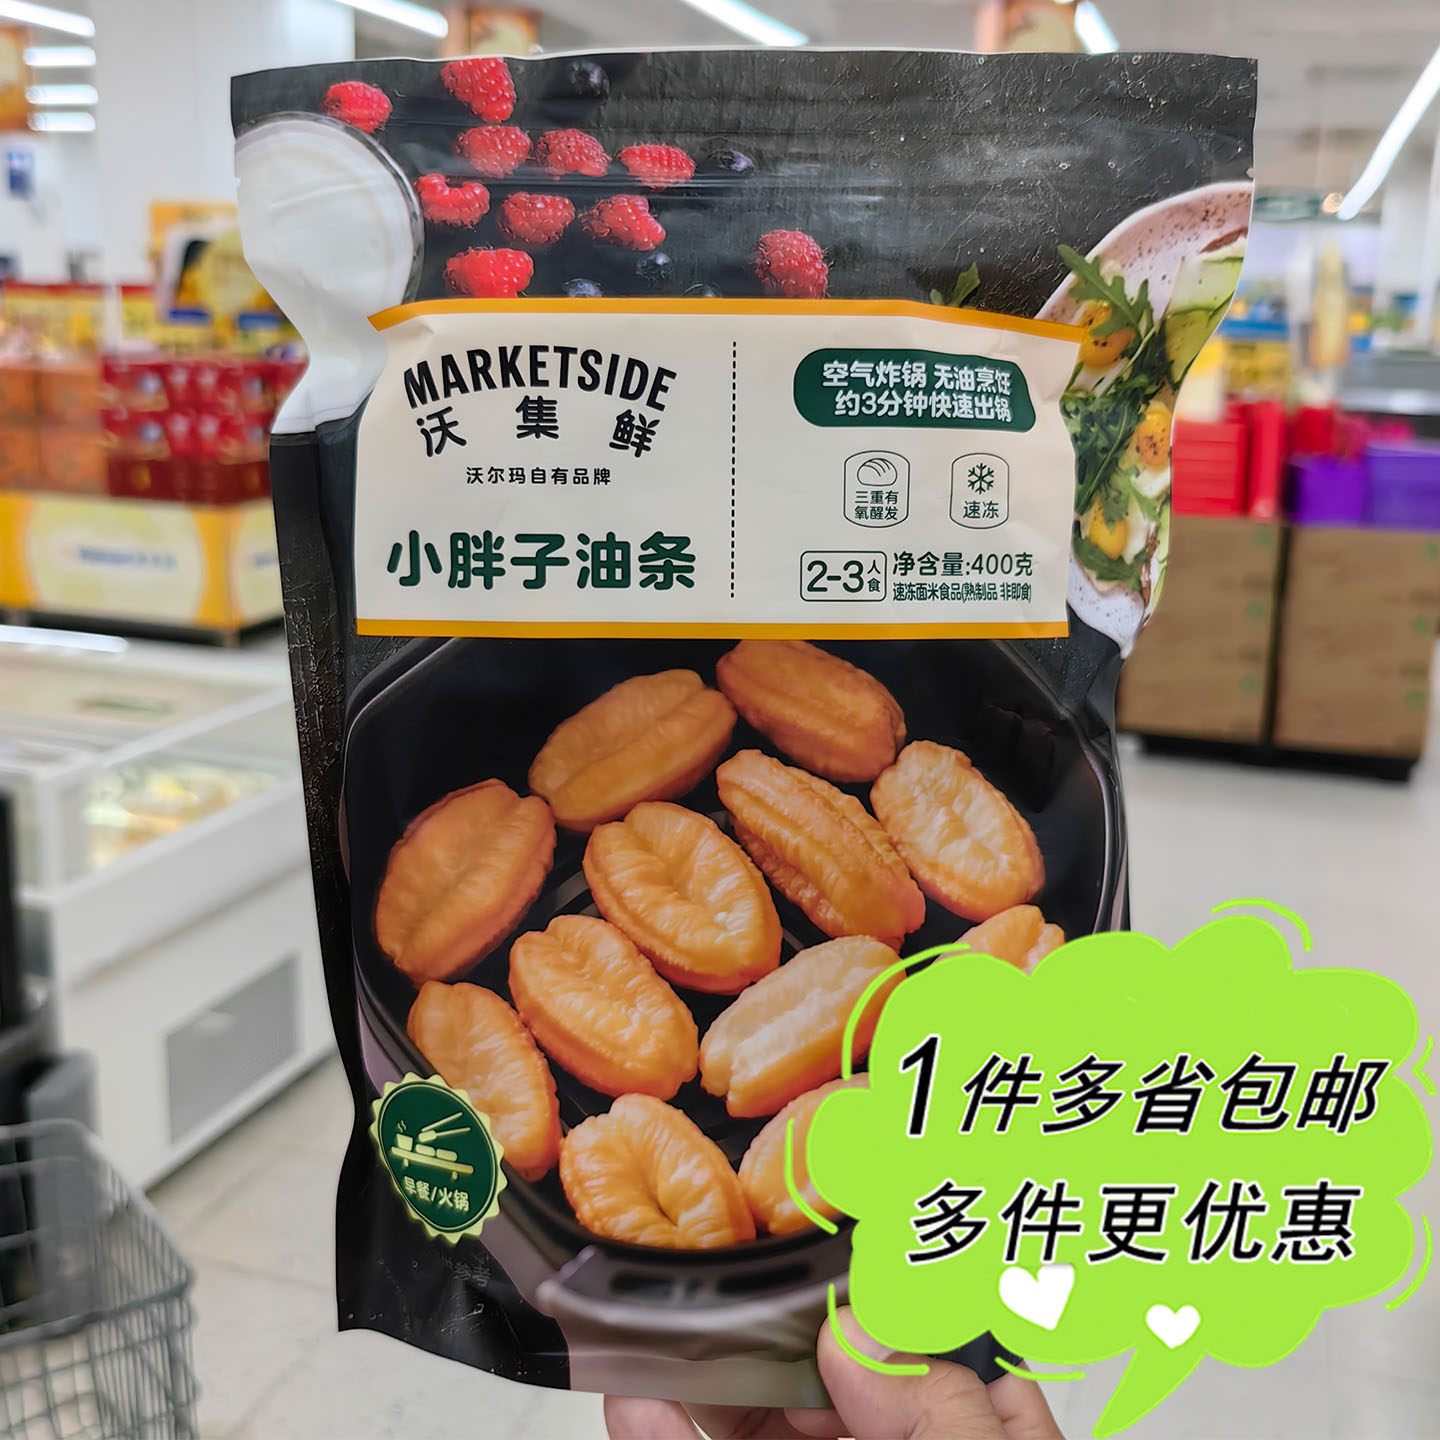 MARKETSIDE
沃集鲜
沃尔玛自有品牌
小胖子油条
空气炸锅 无油烹饪
约3分钟快速出锅
三重有
氧醒发
速冻
2-3人食
净含量:400克
速冻面米食品(熟制品 非即食)
早餐/火锅
1件多省包邮
多件更优惠